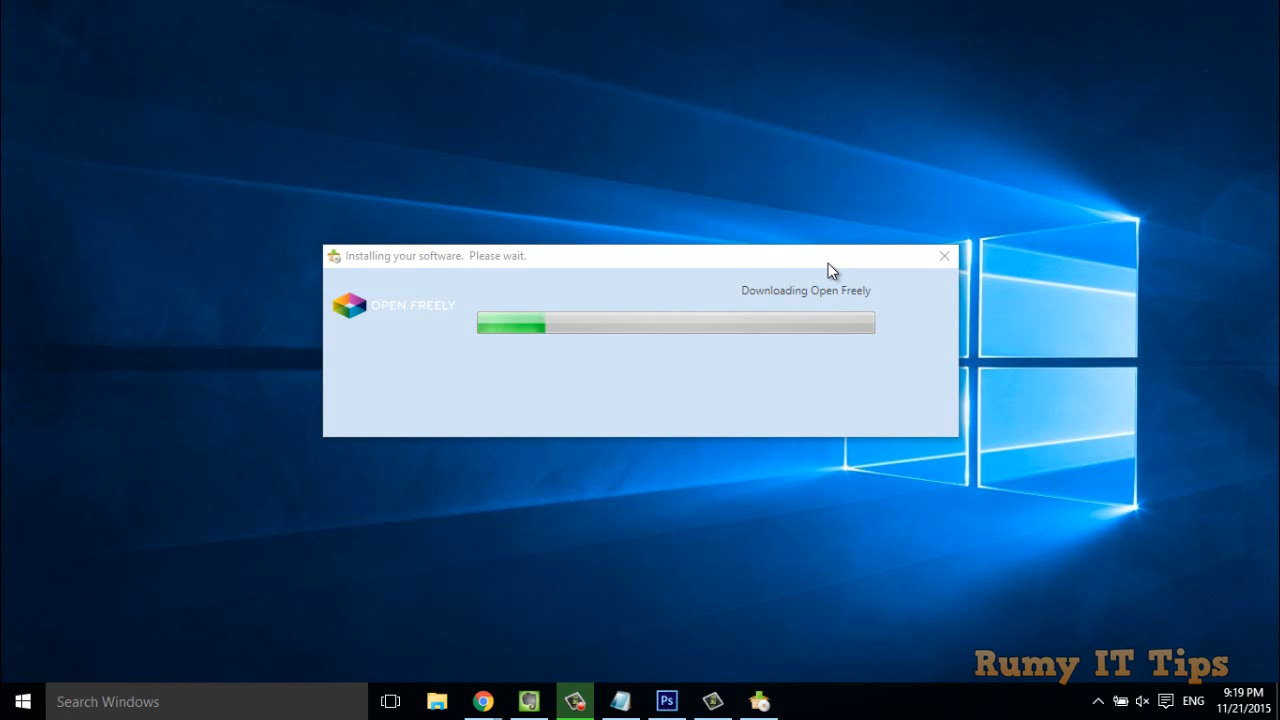 Installing your software. Please wait.
Downloading Open Freely
OPEN FREELY
Rumy IT Tips
Search Windows
Ps
ENG
9:19 PM
11/21/2015